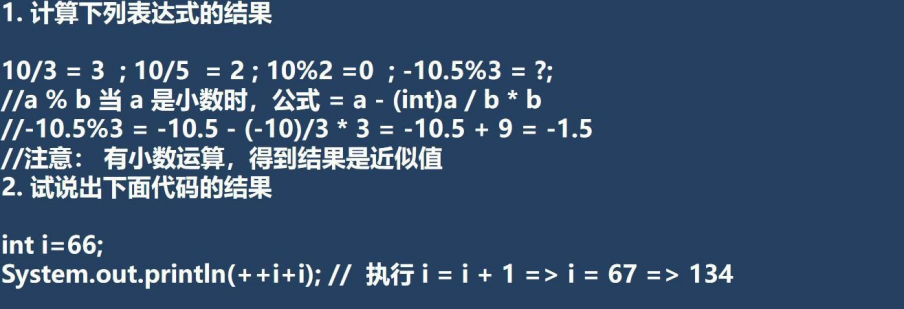 1. 计算下列表达式的结果
10/3 = 3  ; 10/5  = 2 ; 10%2 =0  ; -10.5%3 = ?;
//a % b 当 a 是小数时，公式 = a - (int)a / b * b
//-10.5%3 = -10.5 - (-10)/3 * 3 = -10.5 + 9 = -1.5
//注意： 有小数运算，得到结果是近似值
2. 试说出下面代码的结果
int i=66;
System.out.println(++i+i); //  执行 i = i + 1 => i = 67 => 134